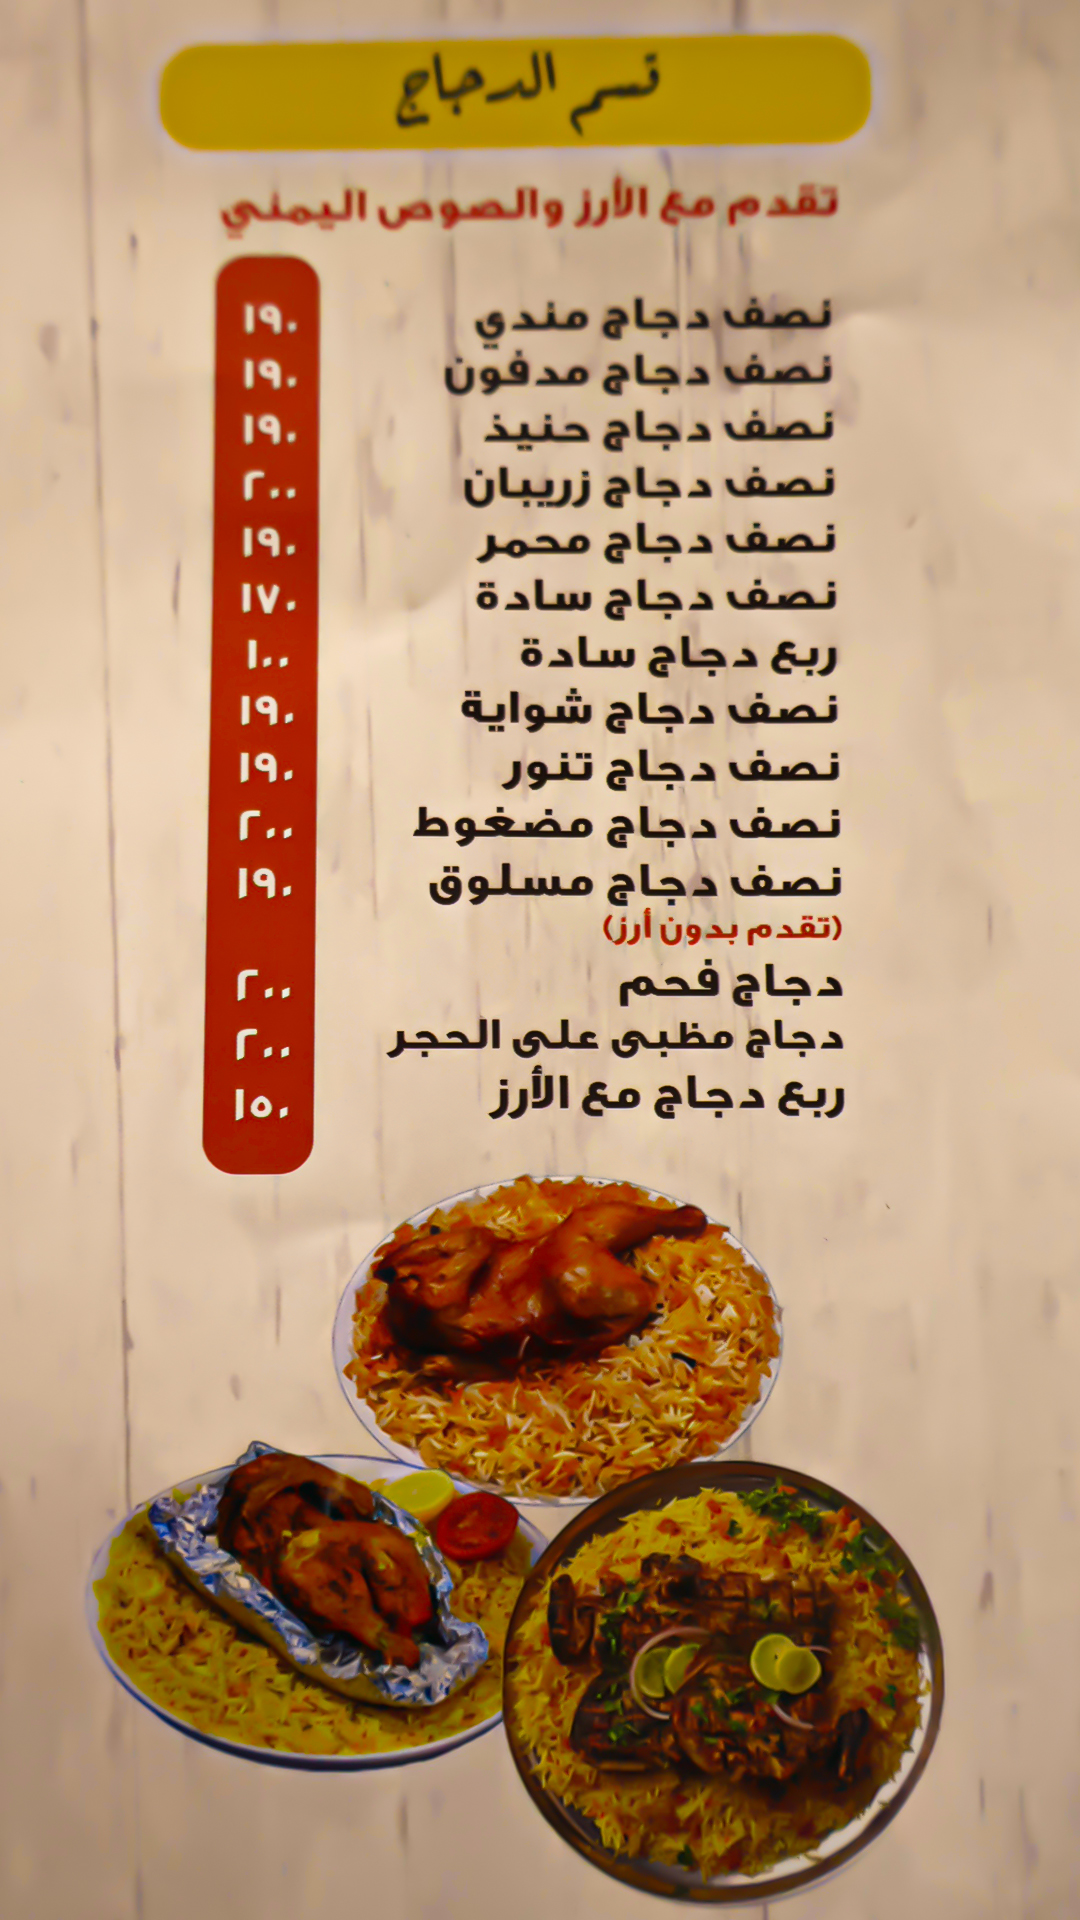 قسم الدجاج
تقدم مع الأرز والصوص اليمني
نصف دجاج مندي ١٩٠
نصف دجاج مدفون ١٩٠
نصف دجاج حنيذ ١٩٠
نصف دجاج زريبان ٢٠٠
نصف دجاج محمر ١٩٠
نصف دجاج سادة ١٧٠
ربع دجاج سادة ١٠٠
نصف دجاج شواية ١٩٠
نصف دجاج تنور ١٩٠
نصف دجاج مضغوط ٢٠٠
نصف دجاج مسلوق ١٩٠
(تقدم بدون أرز)
دجاج فحم ٢٠٠
دجاج مظبى على الحجر ٢٠٠
ربع دجاج مع الأرز ١٥٠